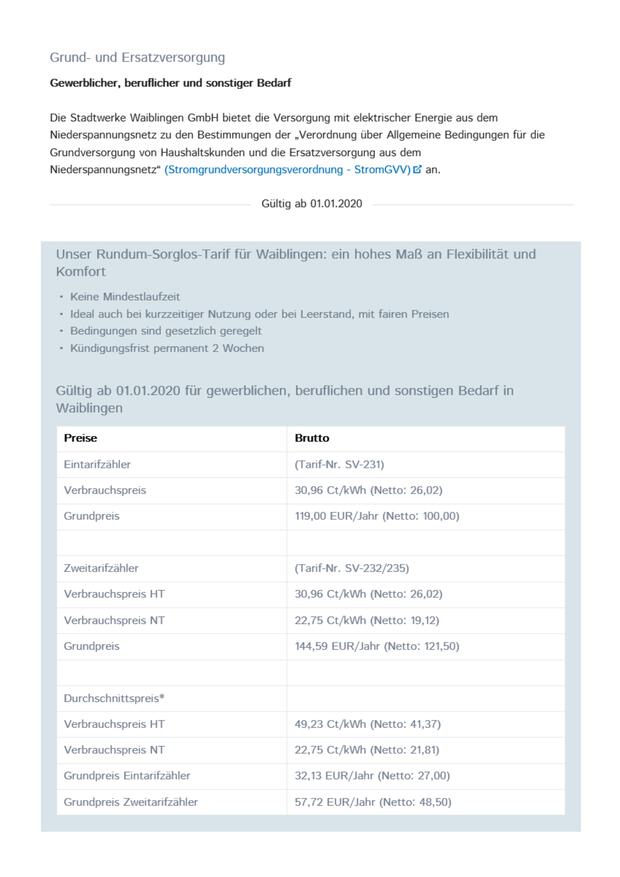 Grund- und Ersatzversorgung
Gewerblicher, beruflicher und sonstiger Bedarf
Die Stadtwerke Waiblingen GmbH bietet die Versorgung mit elektrischer Energie aus dem
Niederspannungsnetz zu den Bestimmungen der „Verordnung über Allgemeine Bedingungen für die
Grundversorgung von Haushaltskunden und die Ersatzversorgung aus dem
Niederspannungsnetz“ (Stromgrundversorgungsverordnung - StromGVV) an.
Gültig ab 01.01.2020
Unser Rundum-Sorglos-Tarif für Waiblingen: ein hohes Maß an Flexibilität und
Komfort
• Keine Mindestlaufzeit
• Ideal auch bei kurzzeitiger Nutzung oder bei Leerstand, mit fairen Preisen
• Bedingungen sind gesetzlich geregelt
• Kündigungsfrist permanent 2 Wochen
Gültig ab 01.01.2020 für gewerblichen, beruflichen und sonstigen Bedarf in
Waiblingen
Preise Brutto
Eintarifzähler (Tarif-Nr. SV-231)
Verbrauchspreis 30,96 Ct/kWh (Netto: 26,02)
Grundpreis 119,00 EUR/Jahr (Netto: 100,00)
Zweitarifzähler (Tarif-Nr. SV-232/235)
Verbrauchspreis HT 30,96 Ct/kWh (Netto: 26,02)
Verbrauchspreis NT 22,75 Ct/kWh (Netto: 19,12)
Grundpreis 144,59 EUR/Jahr (Netto: 121,50)
Durchschnittspreis*
Verbrauchspreis HT 49,23 Ct/kWh (Netto: 41,37)
Verbrauchspreis NT 22,75 Ct/kWh (Netto: 21,81)
Grundpreis Eintarifzähler 32,13 EUR/Jahr (Netto: 27,00)
Grundpreis Zweitarifzähler 57,72 EUR/Jahr (Netto: 48,50)